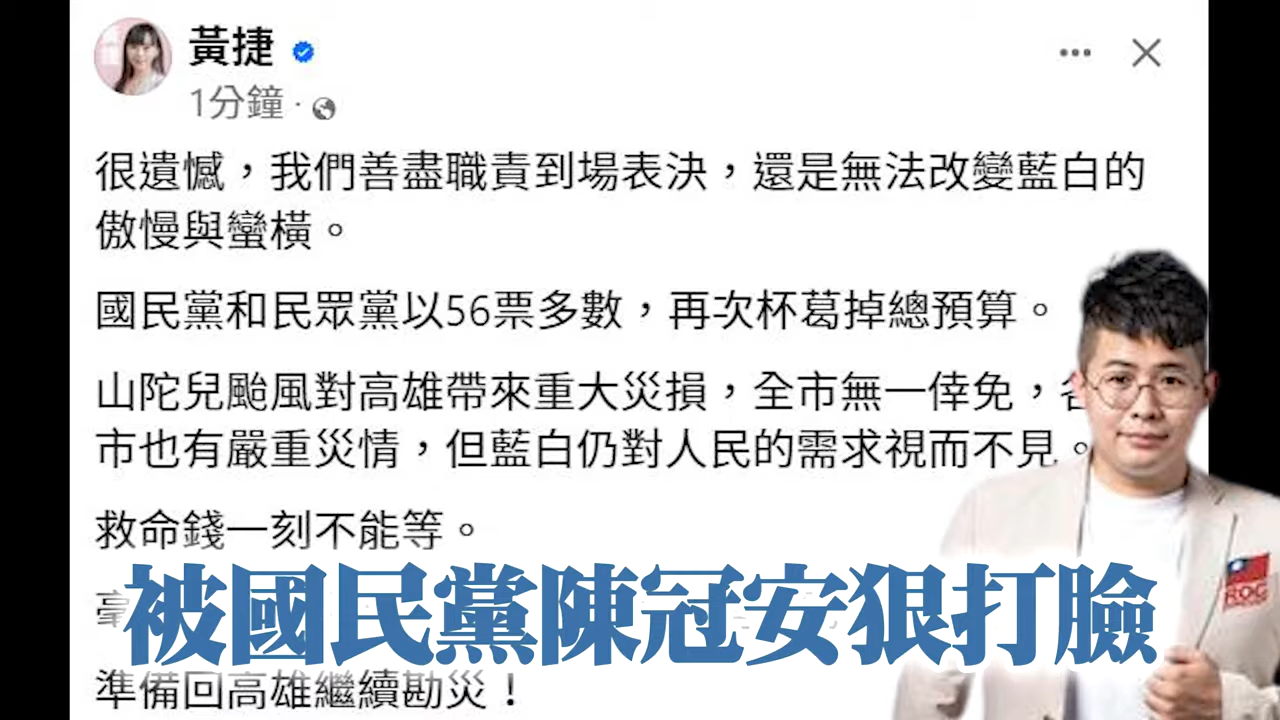 黃捷
1分鐘·
很遺憾，我們善盡職責到場表決，還是無法改變藍白的
傲慢與蠻橫。
國民黨和民眾黨以56票多數，再次杯葛掉總預算。
山陀兒颱風對高雄帶來重大災損，全市無一倖免，
市也有嚴重災情，但藍白仍對人民的需求視而不見。
救命錢一刻不能等。
ROC
被國民黨陳冠安狠打臉
準備回高雄繼續勘災！